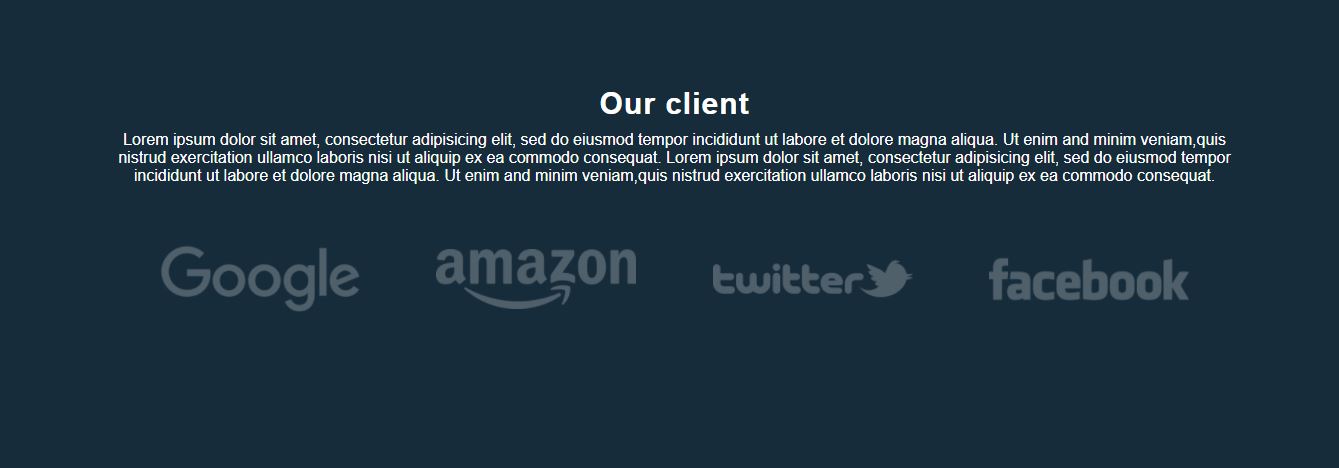 Our client
Lorem ipsum dolor sit amet, consectetur adipisicing elit, sed do eiusmod tempor incididunt ut labore et dolore magna aliqua. Ut enim and minim veniam,quis
nistrud exercitation ullamco laboris nisi ut aliquip ex ea commodo consequat. Lorem ipsum dolor sit amet, consectetur adipisicing elit, sed do eiusmod tempor
incididunt ut labore et dolore magna aliqua. Ut enim and minim veniam,quis nistrud exercitation ullamco laboris nisi ut aliquip ex ea commodo consequat.
Google amazon twitter facebook